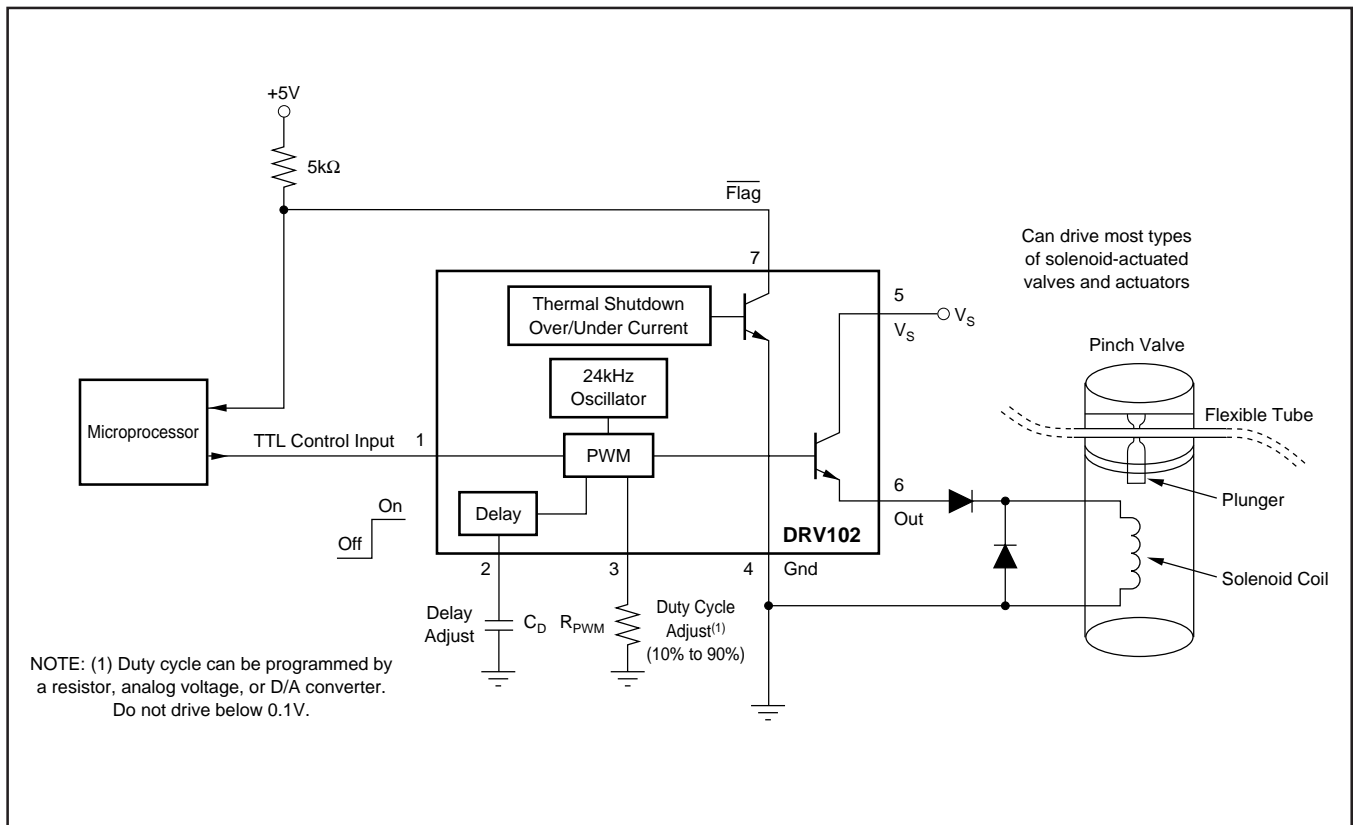 +5V
5kΩ
Flag
7
Can drive most types
of solenoid-actuated
valves and actuators
Thermal Shutdown
Over/Under Current
5
V_S
V_S
24kHz
Oscillator
Pinch Valve
Flexible Tube
Microprocessor
TTL Control Input
1
PWM
6
Out
Plunger
On
Off
Delay
DRV102
Solenoid Coil
2
3
4
Gnd
Delay
Adjust
C_D
R_PWM
Duty Cycle
Adjust(1)
(10% to 90%)
NOTE: (1) Duty cycle can be programmed by
a resistor, analog voltage, or D/A converter.
Do not drive below 0.1V.